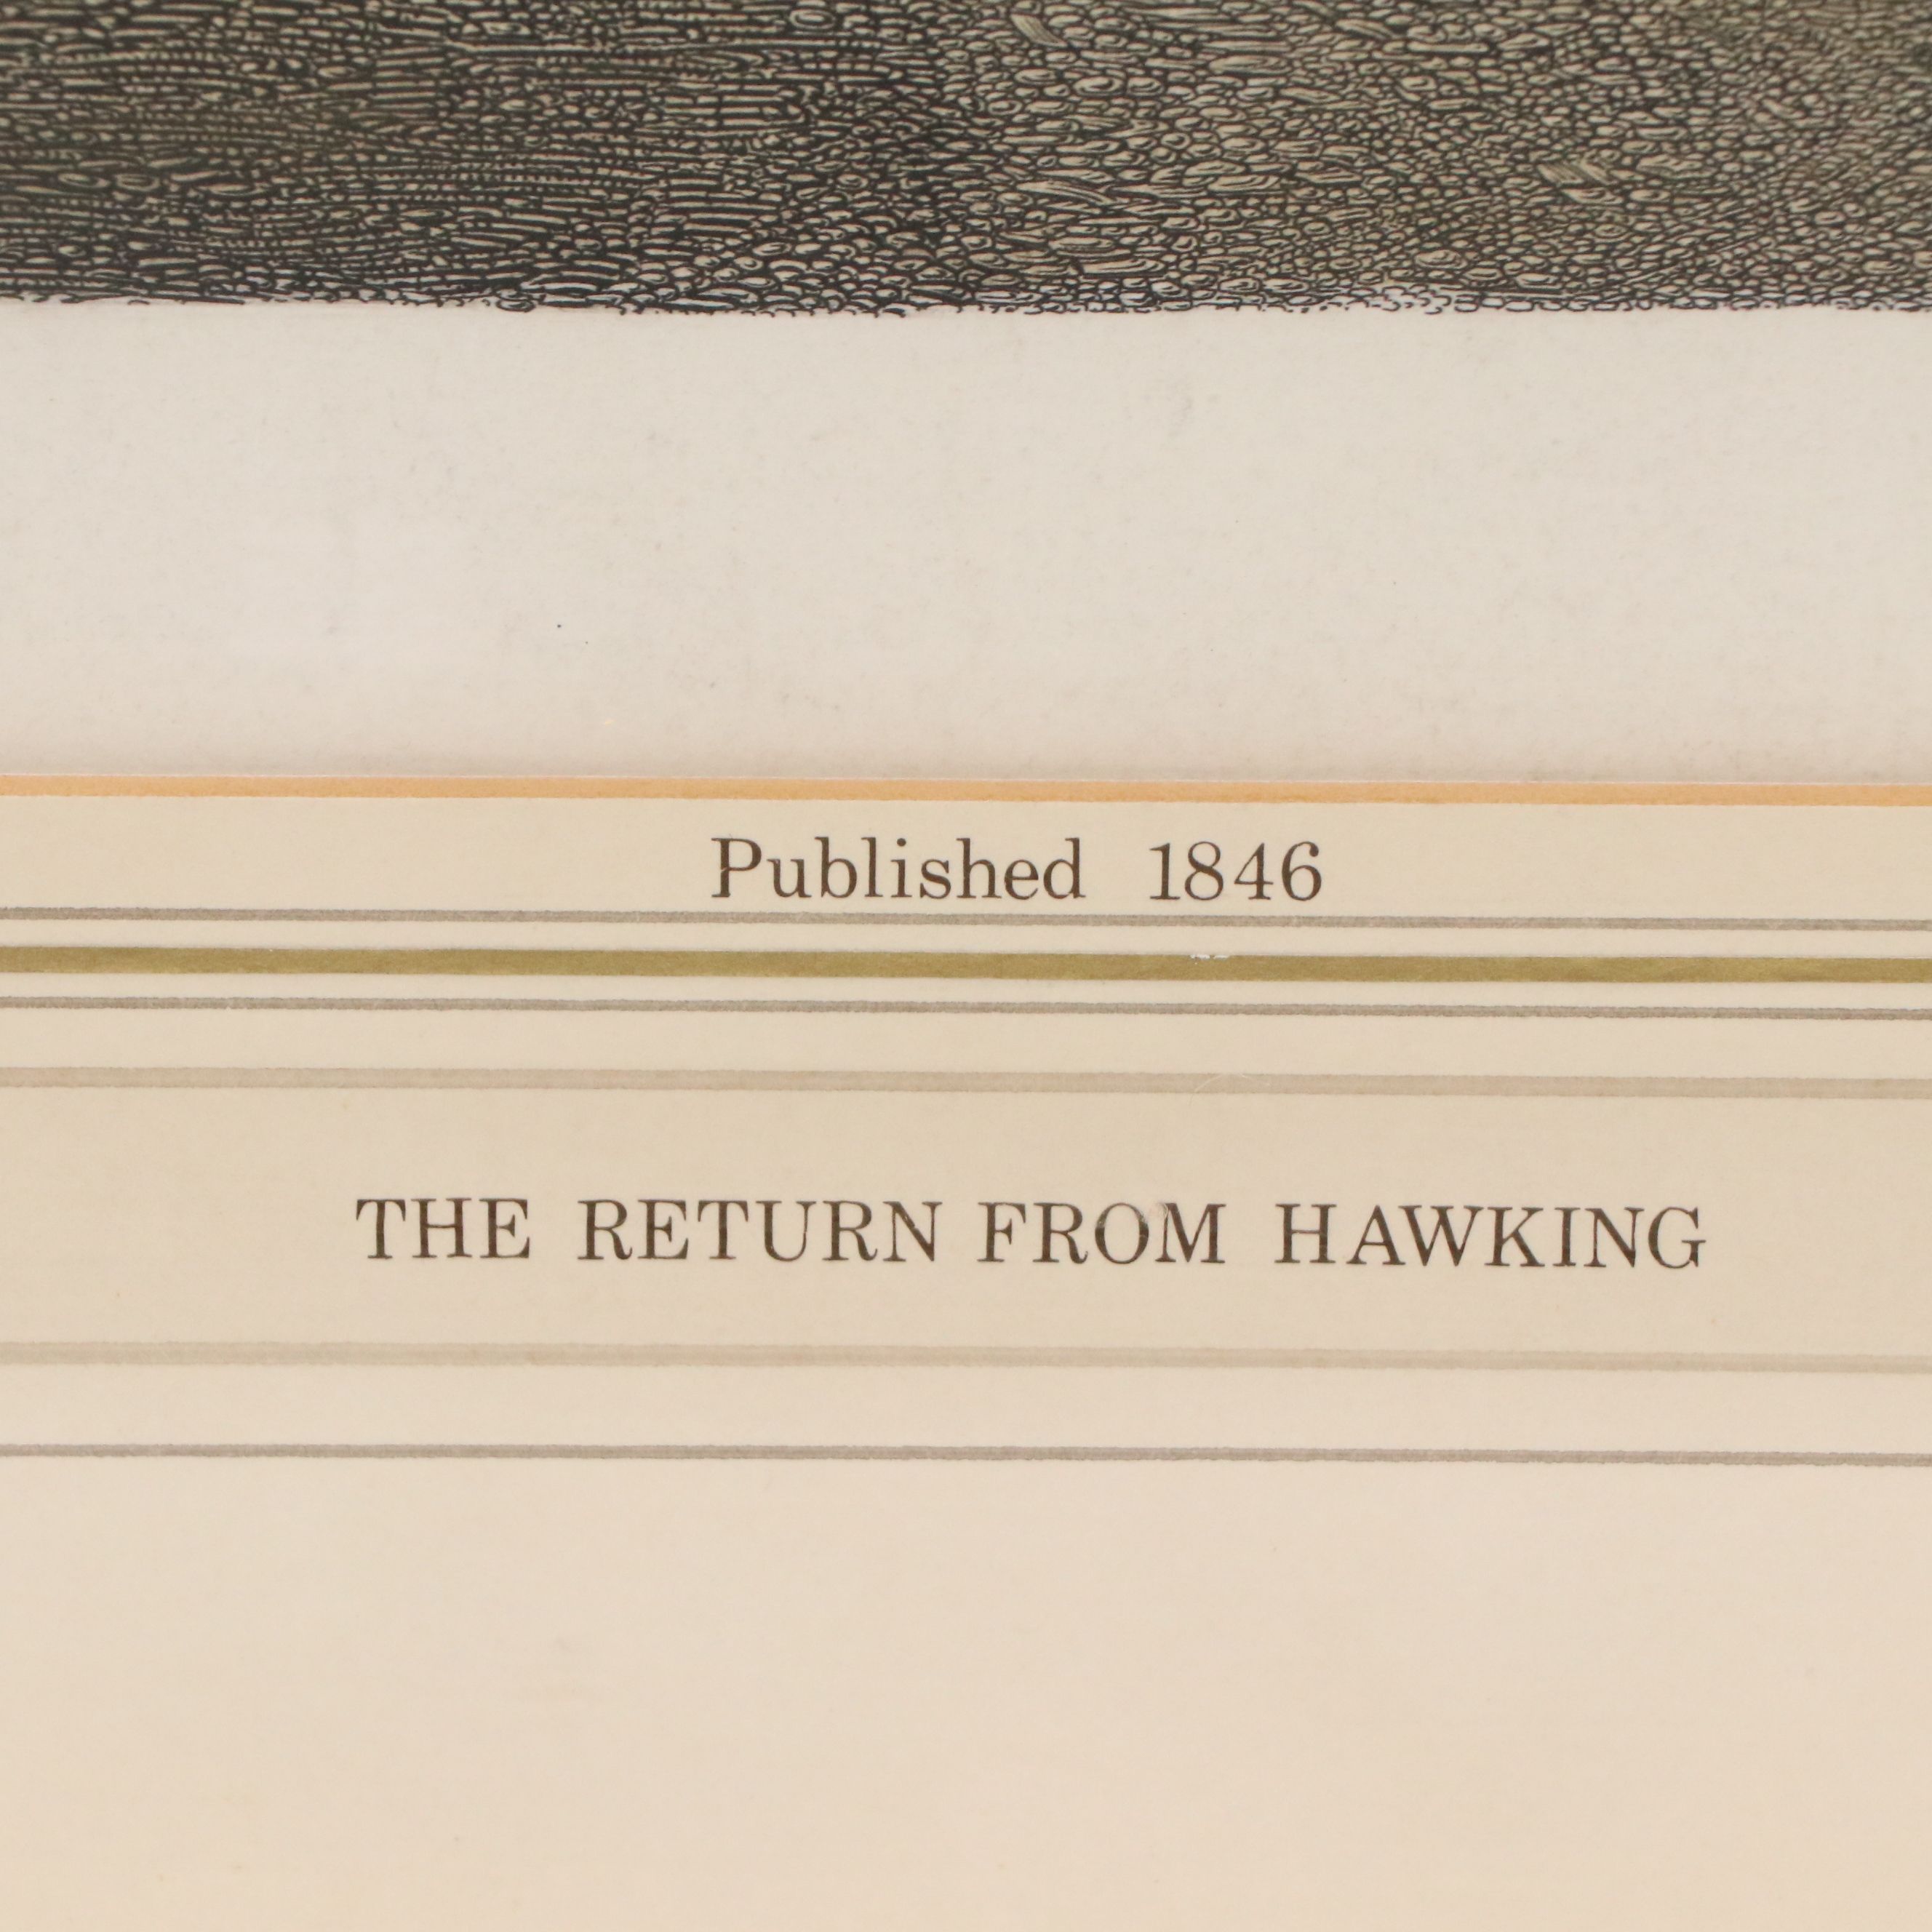 Published 1846
THE RETURN FROM HAWKING